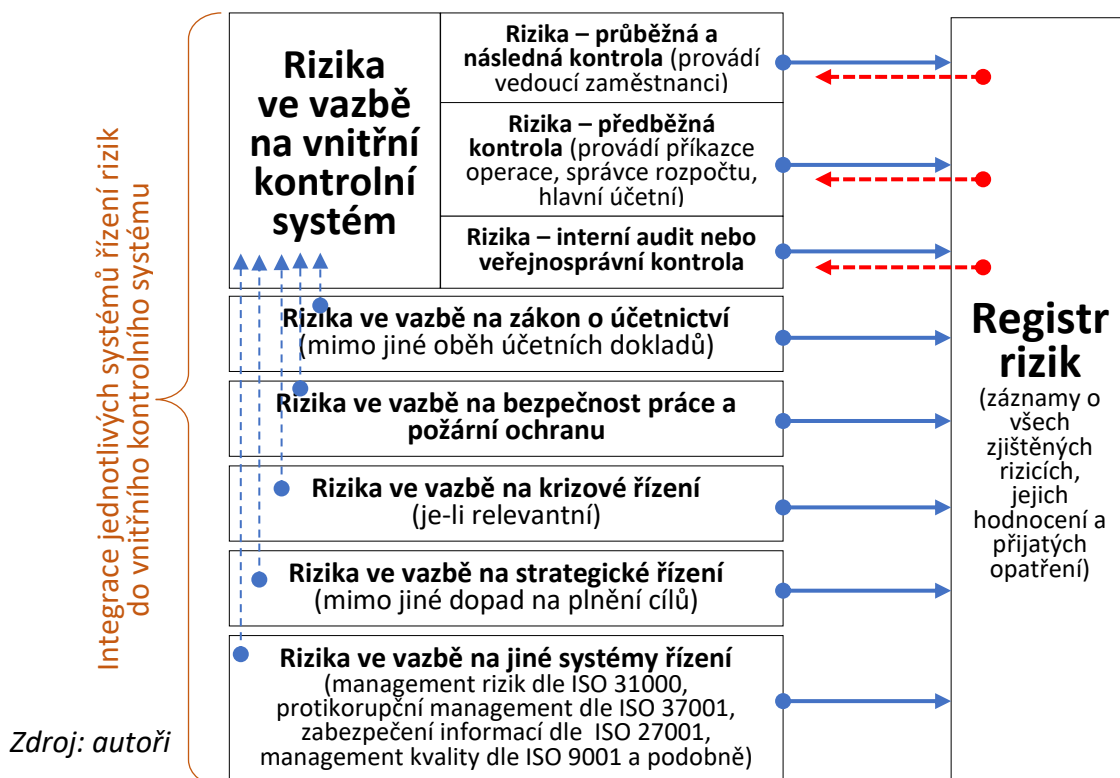 Integrace jednotlivých systémů řízení rizik
do vnitřního kontrolního systému
Rizika
ve vazbě
na vnitřní
kontrolní
systém
Rizika – průběžná a
následná kontrola (provádí
vedoucí zaměstnanci)
Rizika – předběžná
kontrola (provádí příkazce
operace, správce rozpočtu,
hlavní účetní)
Rizika – interní audit nebo
veřejnosprávní kontrola
Rizika ve vazbě na zákon o účetnictví
(mimo jiné oběh účetních dokladů)
Rizika ve vazbě na bezpečnost práce a
požární ochranu
Rizika ve vazbě na krizové řízení
(je-li relevantní)
Rizika ve vazbě na strategické řízení
(mimo jiné dopad na plnění cílů)
Rizika ve vazbě na jiné systémy řízení
(management rizik dle ISO 31000,
protikorupční management dle ISO 37001,
zabezpečení informací dle ISO 27001,
management kvality dle ISO 9001 a podobně)
Registr
rizik
(záznamy o
všech
zjištěných
rizicích,
jejich
hodnocení a
přijatých
opatření)
Zdroj: autoři